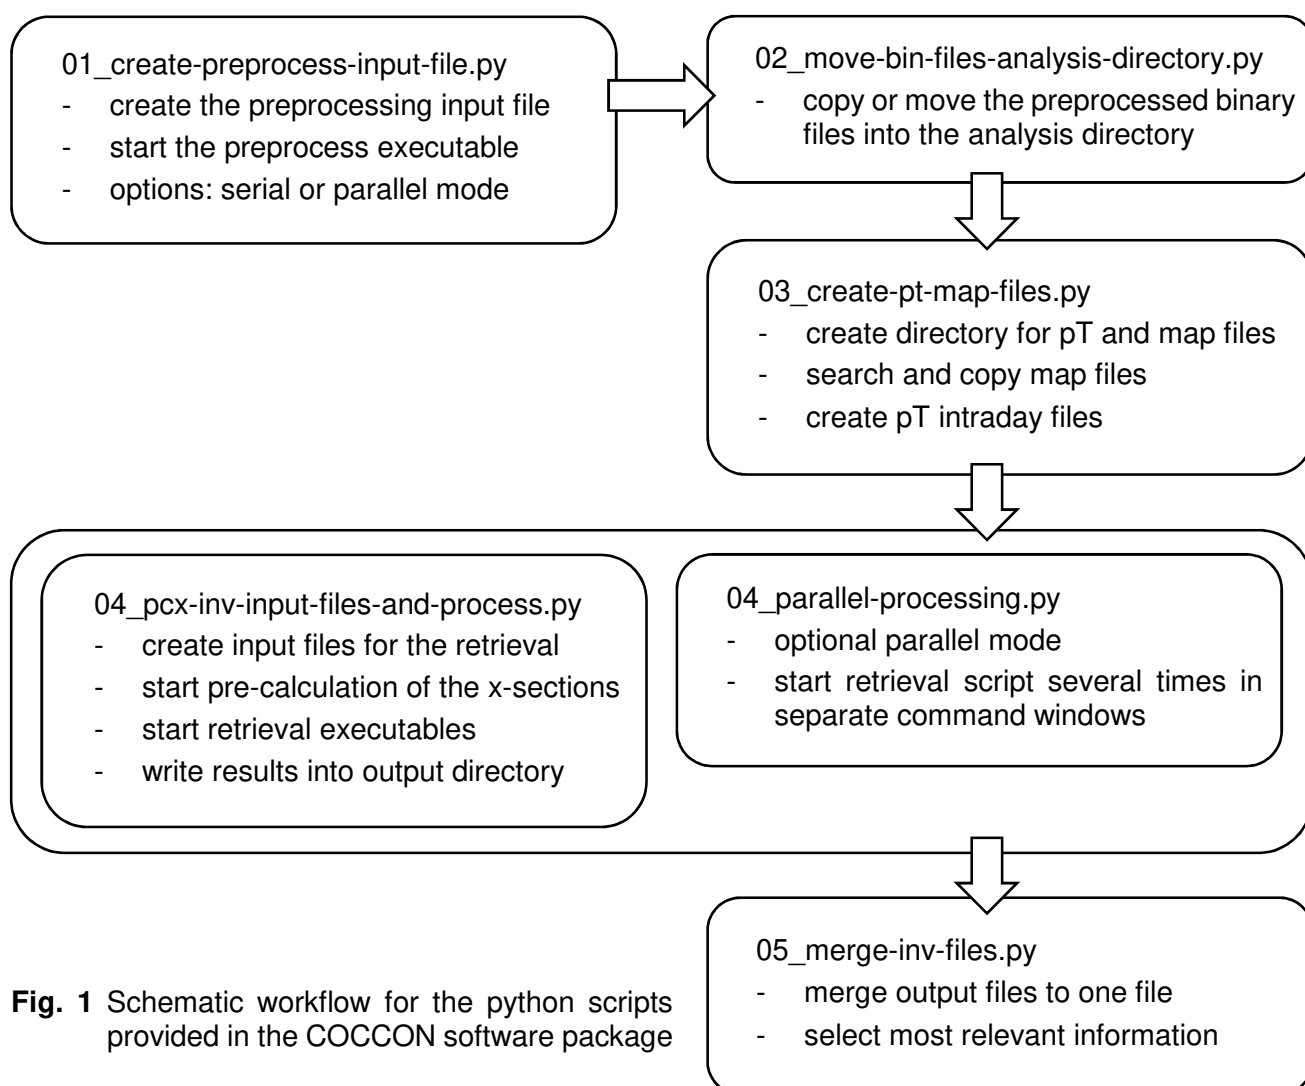 01_create-preprocess-input-file.py
- create the preprocessing input file
- start the preprocess executable
- options: serial or parallel mode
02_move-bin-files-analysis-directory.py
- copy or move the preprocessed binary
files into the analysis directory
03_create-pt-map-files.py
- create directory for pT and map files
- search and copy map files
- create pT intraday files
04_pcx-inv-input-files-and-process.py
- create input files for the retrieval
- start pre-calculation of the x-sections
- start retrieval executables
- write results into output directory
04_parallel-processing.py
- optional parallel mode
- start retrieval script several times in
separate command windows
05_merge-inv-files.py
- merge output files to one file
- select most relevant information
Fig. 1 Schematic workflow for the python scripts
provided in the COCCON software package